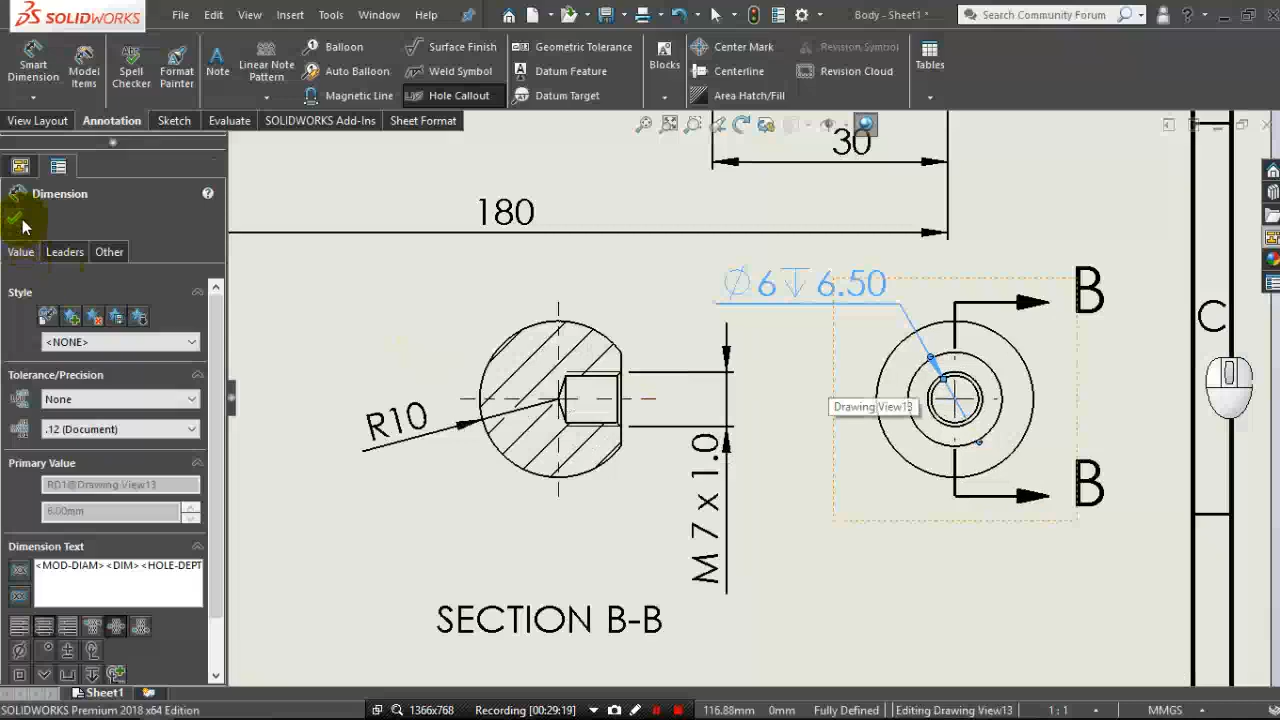 SOLIDWORKS
File Edit View Insert Tools Window Help
Body - Sheet1 *
Search Community Forum
Smart Dimension
Model Items
Spell Checker
Format Painter
Note
Linear Note Pattern
Balloon
Auto Balloon
Magnetic Line
Surface Finish
Weld Symbol
Hole Callout
Geometric Tolerance
Datum Feature
Datum Target
Blocks
Center Mark
Centerline
Area Hatch/Fill
Revision Symbol
Revision Cloud
Tables
View Layout Annotation Sketch Evaluate SOLIDWORKS Add-Ins Sheet Format
Dimension
Value Leaders Other
Style
<NONE>
Tolerance/Precision
None
.12 (Document)
Primary Value
RD1@Drawing View13
6.00mm
Dimension Text
<MOD-DIAM><DIM><HOLE-DEPT
30
180
∅6↧6.50
B
C
R10
Drawing View13
M 7 x 1.0
B
SECTION B-B
Sheet1
SOLIDWORKS Premium 2018 x64 Edition
1366x768
Recording [00:29:19]
116.88mm 0mm Fully Defined Editing Drawing View13 1 : 1 MMGS